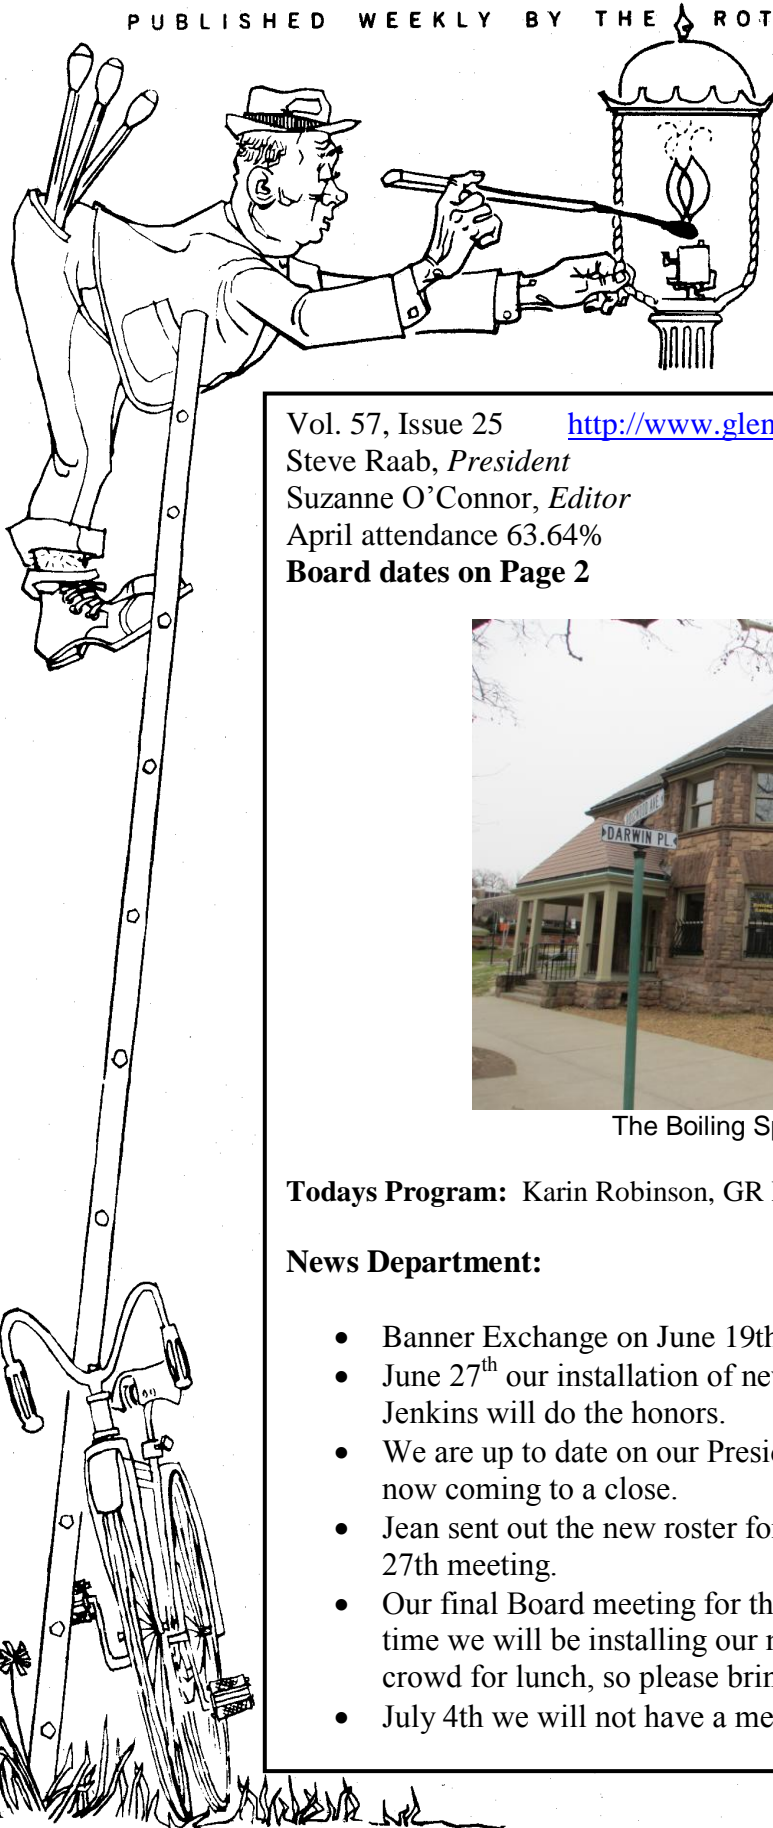 PUBLISHED WEEKLY BY THE ROT
Vol. 57, Issue 25 http://www.glen
Steve Raab, President
Suzanne O’Connor, Editor
April attendance 63.64%
Board dates on Page 2
DARWIN PL.
The Boiling Sp
Todays Program: Karin Robinson, GR
News Department:
• Banner Exchange on June 19th
• June 27th our installation of ne
Jenkins will do the honors.
• We are up to date on our Presid
now coming to a close.
• Jean sent out the new roster for
27th meeting.
• Our final Board meeting for th
time we will be installing our n
crowd for lunch, so please brin
• July 4th we will not have a me